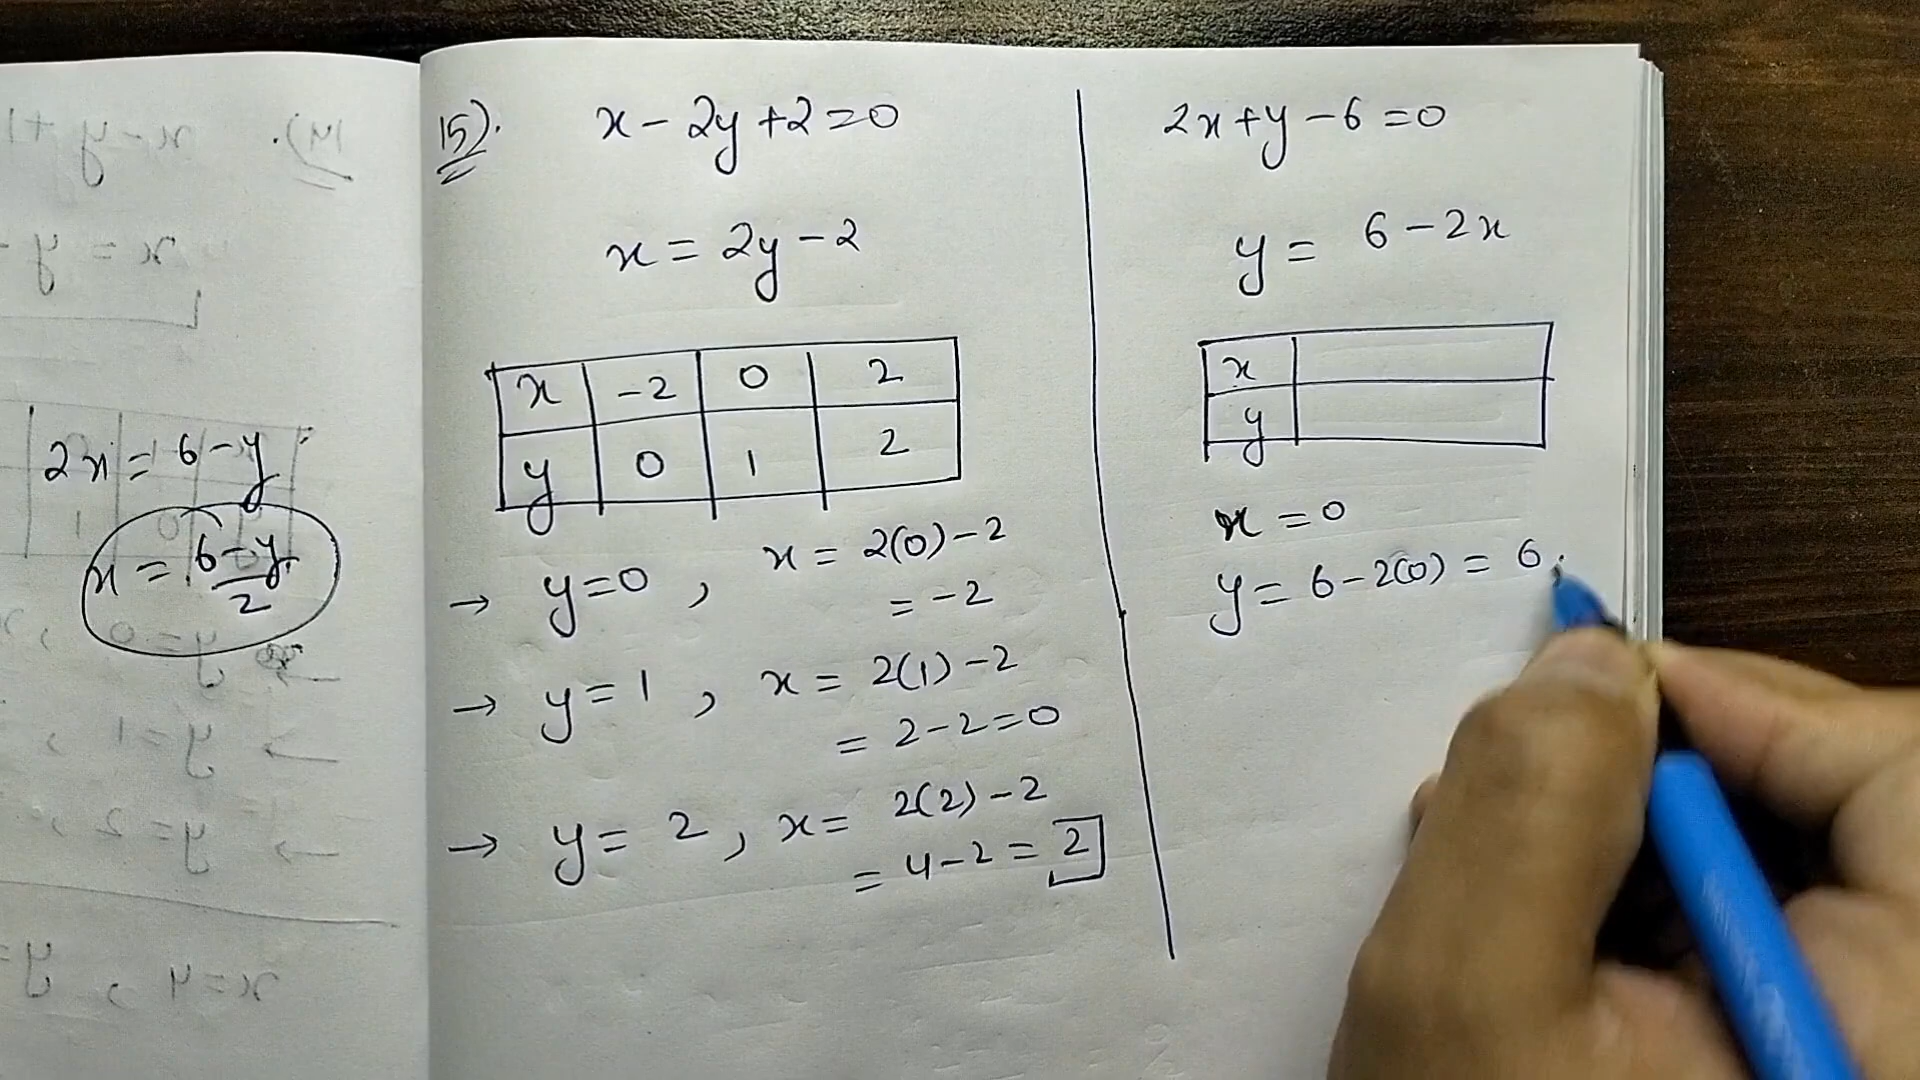 15).
x - 2y + 2 = 0
x = 2y - 2
x | -2 | 0 | 2
y | 0 | 1 | 2
→ y = 0 , x = 2(0) - 2
= -2
→ y = 1 , x = 2(1) - 2
= 2 - 2 = 0
→ y = 2 , x = 2(2) - 2
= 4 - 2 = 2
2x + y - 6 = 0
y = 6 - 2x
x
y
x = 0
y = 6 - 2(0) = 6.
2x = 6 - y
x = 6 - y / 2